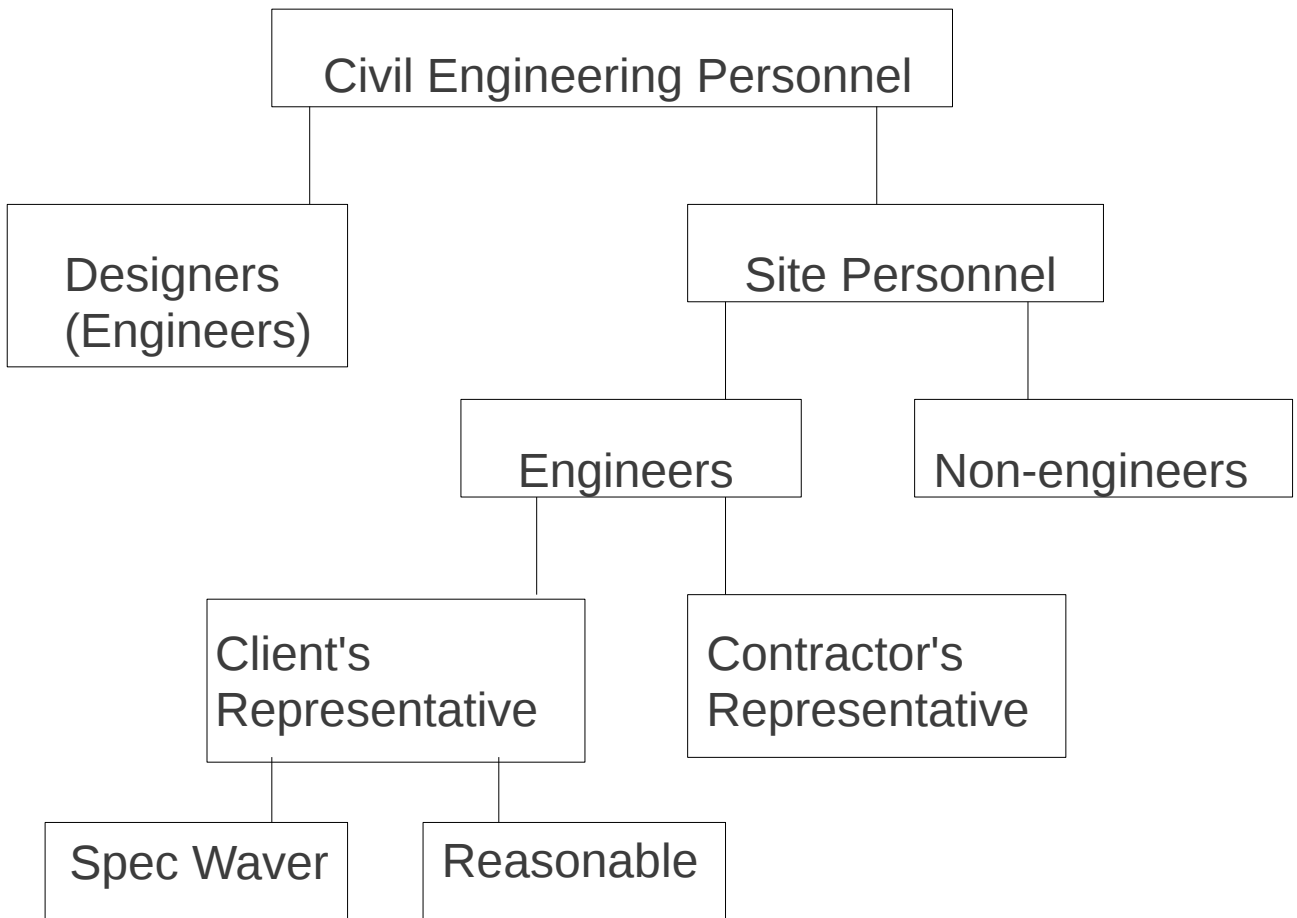 Civil Engineering Personnel
Designers
(Engineers)
Site Personnel
Engineers
Non-engineers
Client's
Representative
Contractor's
Representative
Spec Waver
Reasonable